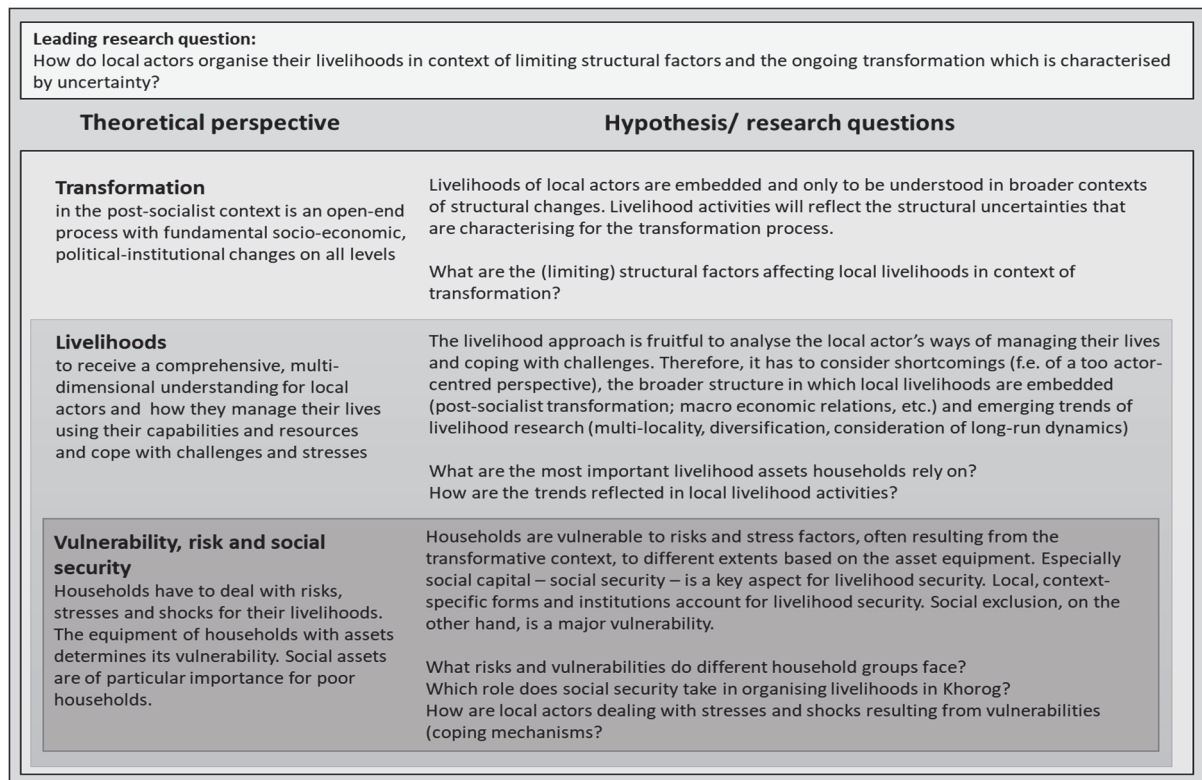 Leading research question:
How do local actors organise their livelihoods in context of limiting structural factors and the ongoing transformation which is characterised
by uncertainty?
Theoretical perspective
Hypothesis/ research questions
Transformation
in the post-socialist context is an open-end
process with fundamental socio-economic,
political-institutional changes on all levels
Livelihoods of local actors are embedded and only to be understood in broader contexts
of structural changes. Livelihood activities will reflect the structural uncertainties that
are characterising for the transformation process.
What are the (limiting) structural factors affecting local livelihoods in context of
transformation?
Livelihoods
to receive a comprehensive, multi-
dimensional understanding for local
actors and how they manage their lives
using their capabilities and resources
and cope with challenges and stresses
The livelihood approach is fruitful to analyse the local actor's ways of managing their lives
and coping with challenges. Therefore, it has to consider shortcomings (f.e. of a too actor-
centred perspective), the broader structure in which local livelihoods are embedded
(post-socialist transformation; macro economic relations, etc.) and emerging trends of
livelihood research (multi-locality, diversification, consideration of long-run dynamics)
What are the most important livelihood assets households rely on?
How are the trends reflected in local livelihood activities?
Vulnerability, risk and social
security
Households have to deal with risks,
stresses and shocks for their livelihoods.
The equipment of households with assets
determines its vulnerability. Social assets
are of particular importance for poor
households.
Households are vulnerable to risks and stress factors, often resulting from the
transformative context, to different extents based on the asset equipment. Especially
social capital – social security – is a key aspect for livelihood security. Local, context-
specific forms and institutions account for livelihood security. Social exclusion, on the
other hand, is a major vulnerability.
What risks and vulnerabilities do different household groups face?
Which role does social security take in organising livelihoods in Khorog?
How are local actors dealing with stresses and shocks resulting from vulnerabilities
(coping mechanisms?